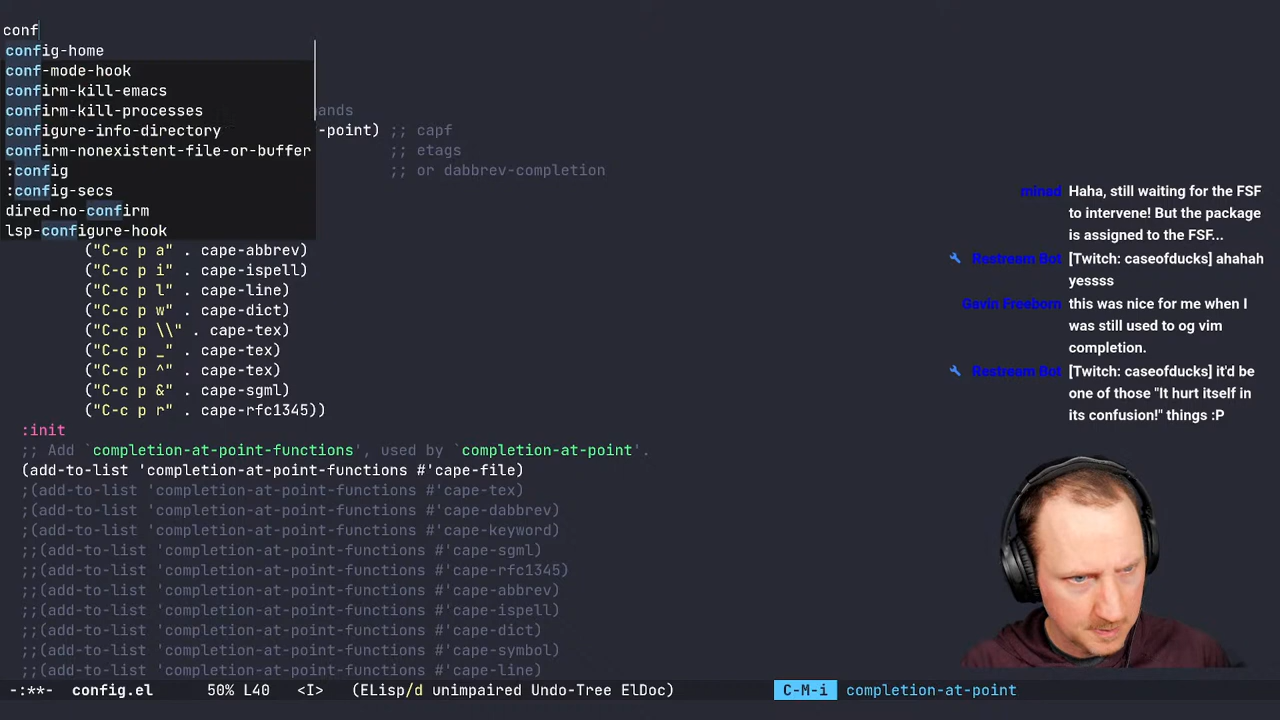 conf
config-home
conf-mode-hook
confirm-kill-emacs
confirm-kill-processes
ands
configure-info-directory
-point) ;; capf
confirm-nonexistent-file-or-buffer
;; etags
:config
;; or dabbrev-completion
:config-secs
dired-no-confirm
lsp-configure-hook
("C-c p a" . cape-abbrev)
("C-c p i" . cape-ispell)
("C-c p l" . cape-line)
("C-c p w" . cape-dict)
("C-c p \\" . cape-tex)
("C-c p _" . cape-tex)
("C-c p ^" . cape-tex)
("C-c p &" . cape-sgml)
("C-c p r" . cape-rfc1345))
:init
;; Add `completion-at-point-functions', used by `completion-at-point'.
(add-to-list 'completion-at-point-functions #'cape-file)
;(add-to-list 'completion-at-point-functions #'cape-tex)
;(add-to-list 'completion-at-point-functions #'cape-dabbrev)
;(add-to-list 'completion-at-point-functions #'cape-keyword)
;;(add-to-list 'completion-at-point-functions #'cape-sgml)
;;(add-to-list 'completion-at-point-functions #'cape-rfc1345)
;;(add-to-list 'completion-at-point-functions #'cape-abbrev)
;;(add-to-list 'completion-at-point-functions #'cape-ispell)
;;(add-to-list 'completion-at-point-functions #'cape-dict)
;;(add-to-list 'completion-at-point-functions #'cape-symbol)
;;(add-to-list 'completion-at-point-functions #'cape-line)
-:**- config.el 50% L40 <I> (ELisp/d unimpaired Undo-Tree ElDoc)
C-M-i completion-at-point
minad Haha, still waiting for the FSF
to intervene! But the package
is assigned to the FSF...
Restream Bot [Twitch: caseofducks] ahahah
yessss
Gavin Freeborn this was nice for me when I
was still used to og vim
completion.
Restream Bot [Twitch: caseofducks] it'd be
one of those "It hurt itself in
its confusion!" things :P